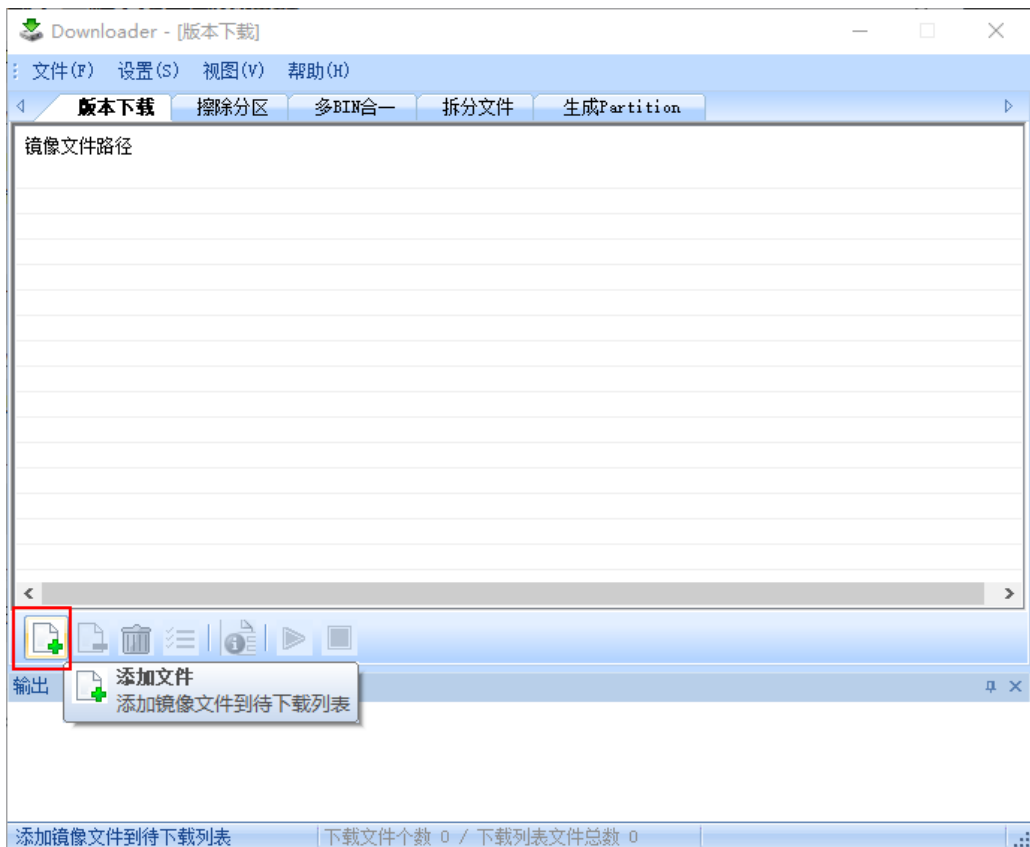 Downloader - [版本下载]
文件(F) 设置(S) 视图(V) 帮助(H)
版本下载 擦除分区 多BIN合一 拆分文件 生成Partition
镜像文件路径
输出
添加文件
添加镜像文件到待下载列表
添加镜像文件到待下载列表 下载文件个数 0 / 下载列表文件总数 0